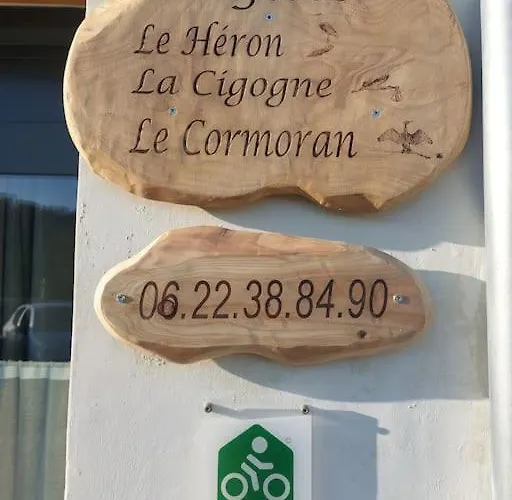 Le Héron
La Cigogne
Le Cormoran
06.22.38.84.90